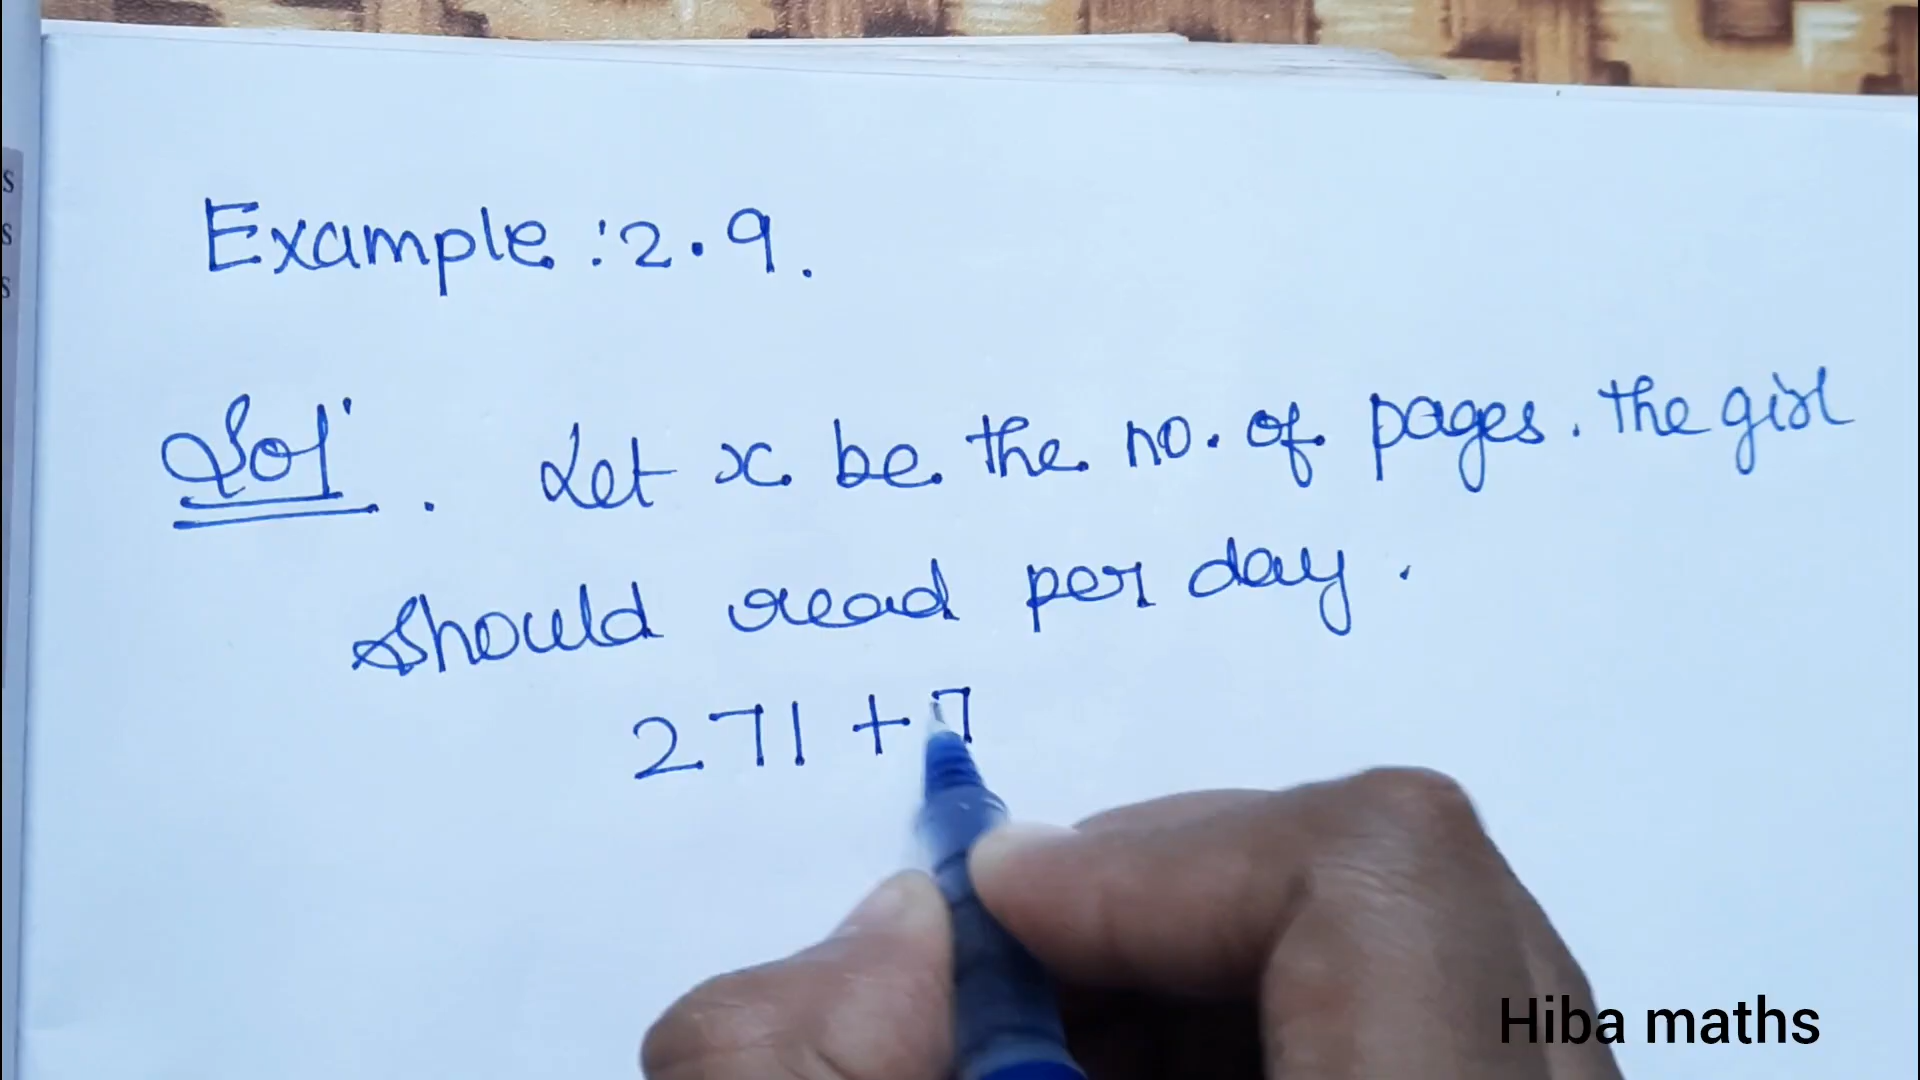 Example : 2.9.
Sol. Let x be the no. of pages. the girl
should read per day.
271 + 7
Hiba maths
s
s
s